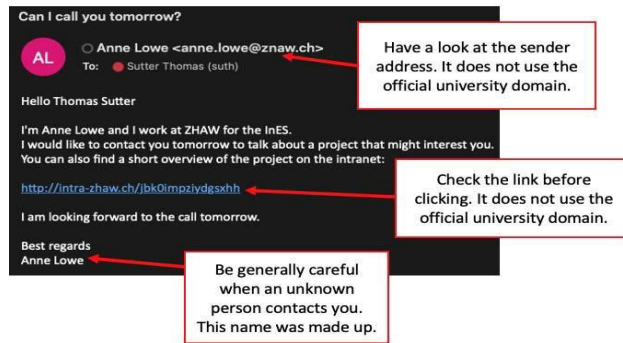 Can I call you tomorrow?
AL
Anne Lowe <anne.lowe@znaw.ch>
To: Sutter Thomas (suth)
Have a look at the sender
address. It does not use the
official university domain.
Hello Thomas Sutter
I'm Anne Lowe and I work at ZHAW for the InES.
I would like to contact you tomorrow to talk about a project that might interest you.
You can also find a short overview of the project on the intranet:
http://intra-zhaw.ch/jbk0impziydgsxhh
Check the link before
clicking. It does not use the
official university domain.
I am looking forward to the call tomorrow.
Best regards
Anne Lowe
Be generally careful
when an unknown
person contacts you.
This name was made up.